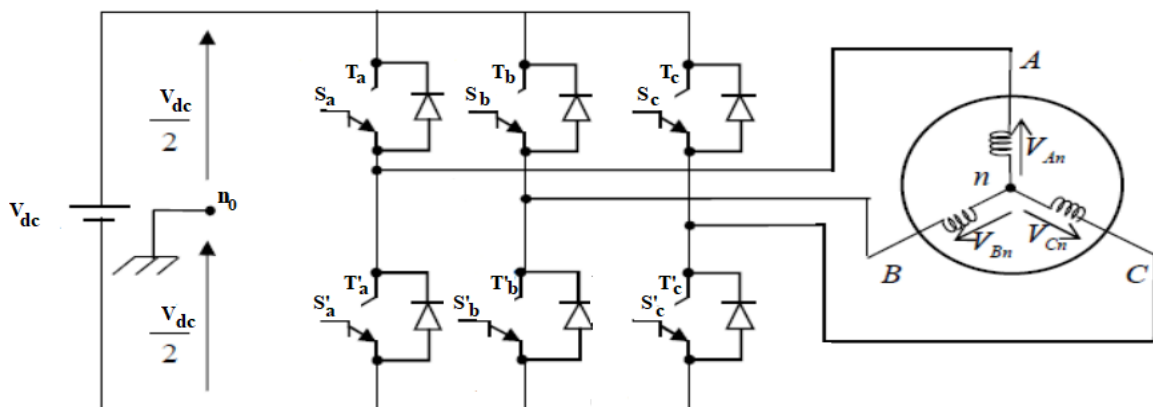 V_dc
V_dc
2
n_0
V_dc
2
T_a
S_a
T_b
S_b
T_c
S_c
T'_a
S'_a
T'_b
S'_b
T'_c
S'_c
A
V_An
n
V_Bn
V_Cn
B
C